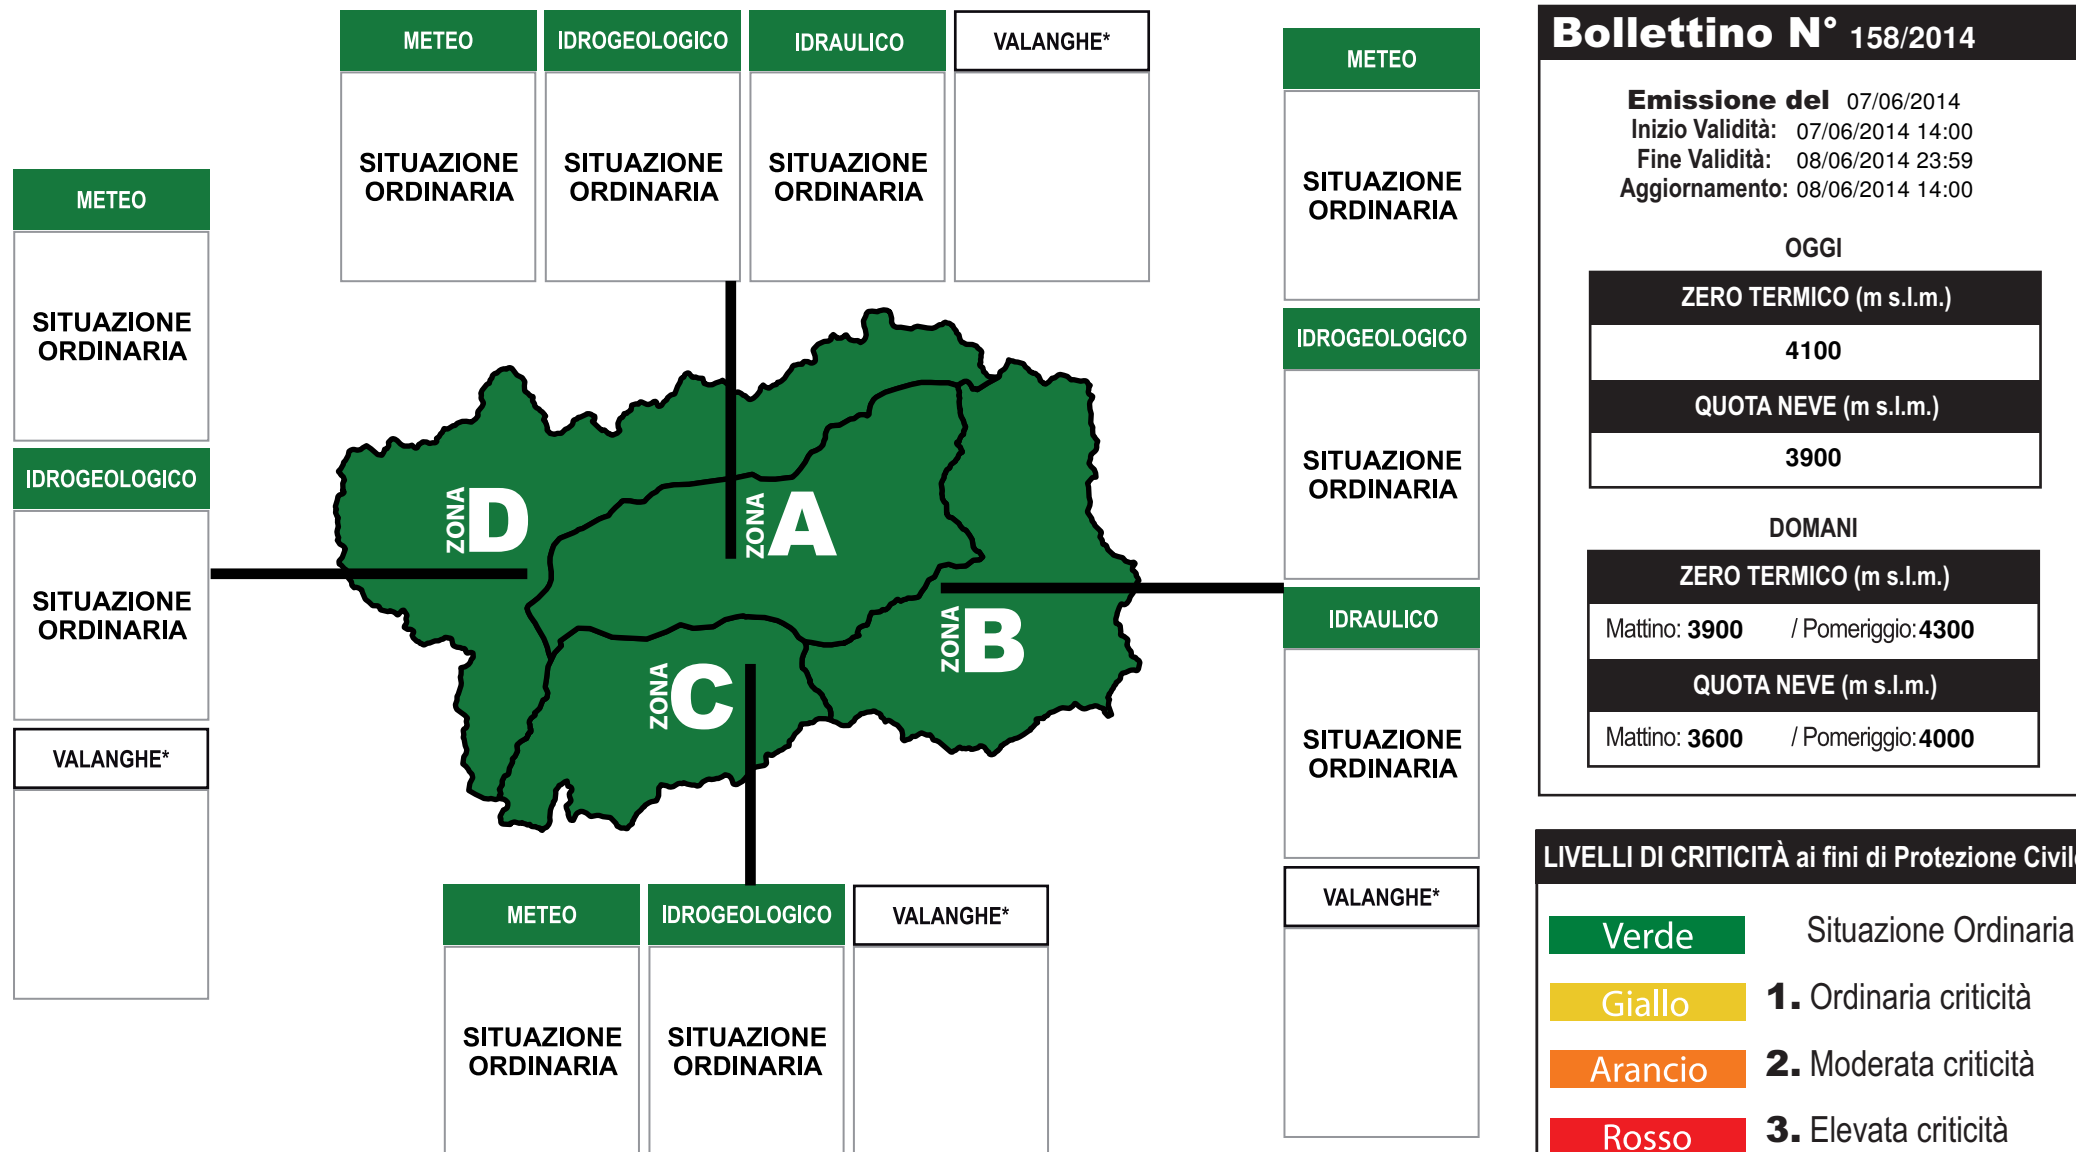 METEO
IDROGEOLOGICO
IDRAULICO
VALANGHE*
SITUAZIONE
ORDINARIA
SITUAZIONE
ORDINARIA
SITUAZIONE
ORDINARIA
METEO
SITUAZIONE
ORDINARIA
IDROGEOLOGICO
SITUAZIONE
ORDINARIA
VALANGHE*
ZONA D
ZONA A
ZONA B
ZONA C
METEO
SITUAZIONE
ORDINARIA
IDROGEOLOGICO
SITUAZIONE
ORDINARIA
IDRAULICO
SITUAZIONE
ORDINARIA
VALANGHE*
METEO
IDROGEOLOGICO
VALANGHE*
SITUAZIONE
ORDINARIA
SITUAZIONE
ORDINARIA
Bollettino N° 158/2014
Emissione del 07/06/2014
Inizio Validità: 07/06/2014 14:00
Fine Validità: 08/06/2014 23:59
Aggiornamento: 08/06/2014 14:00
OGGI
ZERO TERMICO (m s.l.m.)
4100
QUOTA NEVE (m s.l.m.)
3900
DOMANI
ZERO TERMICO (m s.l.m.)
Mattino: 3900 / Pomeriggio: 4300
QUOTA NEVE (m s.l.m.)
Mattino: 3600 / Pomeriggio: 4000
LIVELLI DI CRITICITÀ ai fini di Protezione Civile
Verde Situazione Ordinaria
Giallo 1. Ordinaria criticità
Arancio 2. Moderata criticità
Rosso 3. Elevata criticità